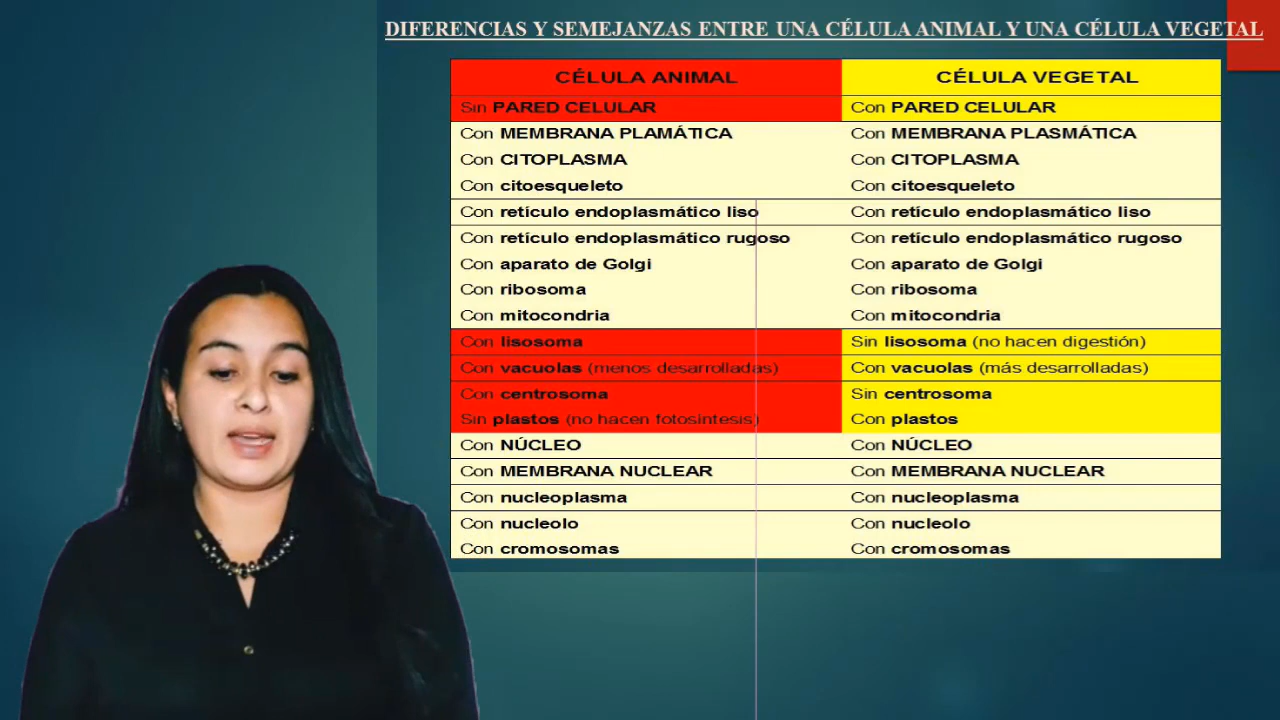 DIFERENCIAS Y SEMEJANZAS ENTRE UNA CÉLULA ANIMAL Y UNA CÉLULA VEGETAL
CÉLULA ANIMAL CÉLULA VEGETAL
Sin PARED CELULAR Con PARED CELULAR
Con MEMBRANA PLAMÁTICA Con MEMBRANA PLASMÁTICA
Con CITOPLASMA Con CITOPLASMA
Con citoesqueleto Con citoesqueleto
Con retículo endoplasmático liso Con retículo endoplasmático liso
Con retículo endoplasmático rugoso Con retículo endoplasmático rugoso
Con aparato de Golgi Con aparato de Golgi
Con ribosoma Con ribosoma
Con mitocondria Con mitocondria
Con lisosoma Sin lisosoma (no hacen digestión)
Con vacuolas (menos desarrolladas) Con vacuolas (más desarrolladas)
Con centrosoma Sin centrosoma
Sin plastos (no hacen fotosíntesis) Con plastos
Con NÚCLEO Con NÚCLEO
Con MEMBRANA NUCLEAR Con MEMBRANA NUCLEAR
Con nucleoplasma Con nucleoplasma
Con nucleolo Con nucleolo
Con cromosomas Con cromosomas